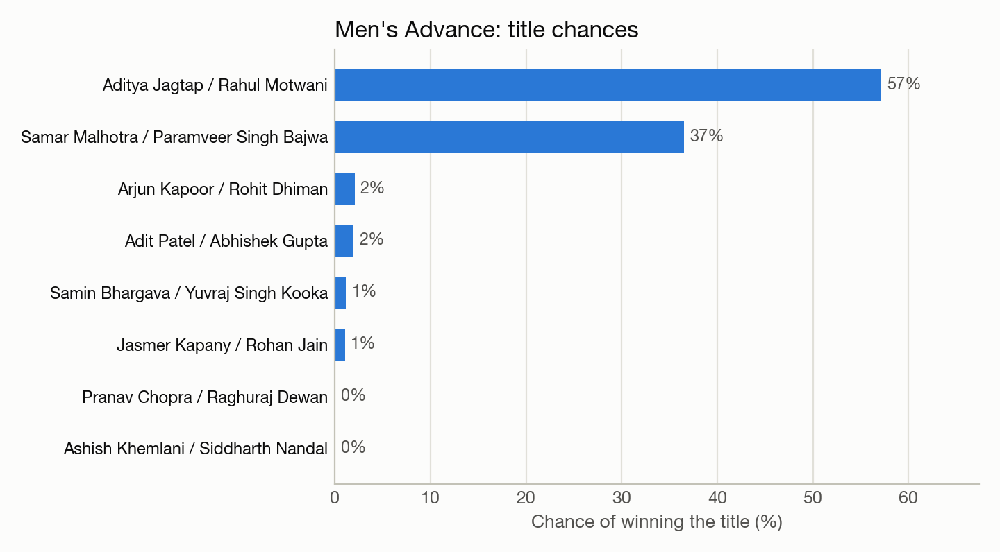 Men's Advance: title chances
Aditya Jagtap / Rahul Motwani 57%
Samar Malhotra / Paramveer Singh Bajwa 37%
Arjun Kapoor / Rohit Dhiman 2%
Adit Patel / Abhishek Gupta 2%
Samin Bhargava / Yuvraj Singh Kooka 1%
Jasmer Kapany / Rohan Jain 1%
Pranav Chopra / Raghuraj Dewan 0%
Ashish Khemlani / Siddharth Nandal 0%
0 10 20 30 40 50 60
Chance of winning the title (%)